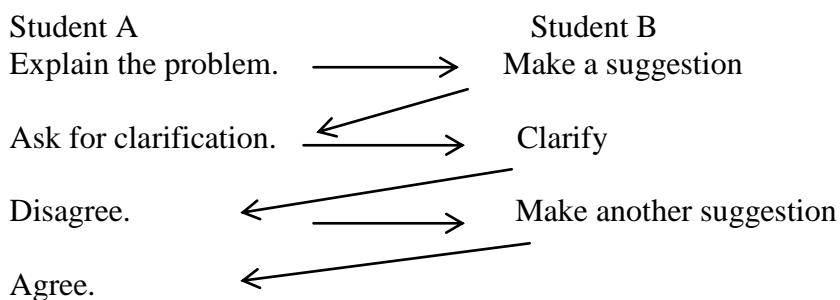 Student A Student B
Explain the problem. Make a suggestion
Ask for clarification. Clarify
Disagree. Make another suggestion
Agree.